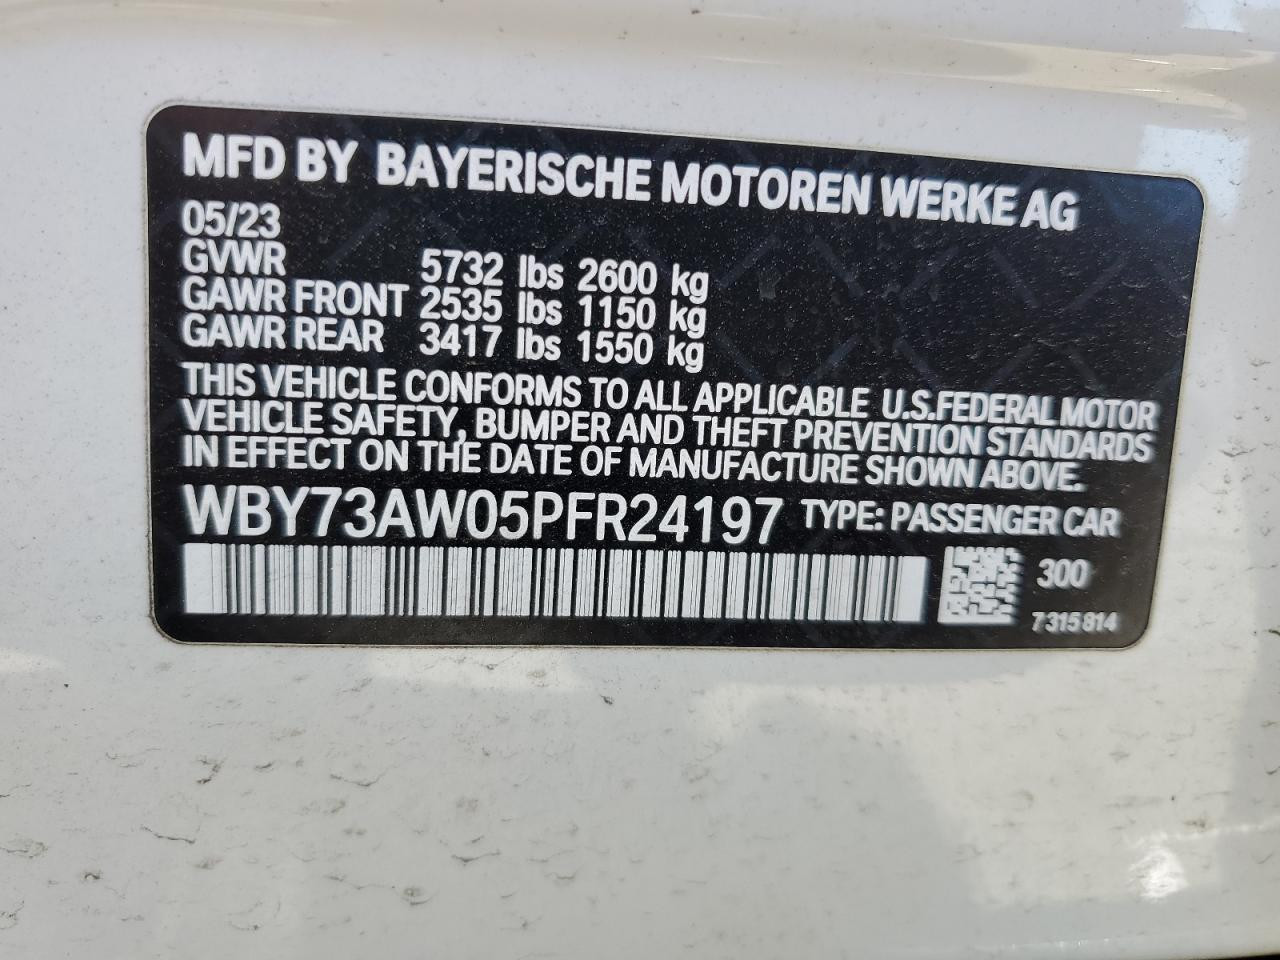 MFD BY BAYERISCHE MOTOREN WERKE AG
05/23
GVWR 5732 lbs 2600 kg
GAWR FRONT 2535 lbs 1150 kg
GAWR REAR 3417 lbs 1550 kg
THIS VEHICLE CONFORMS TO ALL APPLICABLE U.S.FEDERAL MOTOR
VEHICLE SAFETY, BUMPER AND THEFT PREVENTION STANDARDS
IN EFFECT ON THE DATE OF MANUFACTURE SHOWN ABOVE.
WBY73AW05PFR24197 TYPE: PASSENGER CAR
300
7 315 814